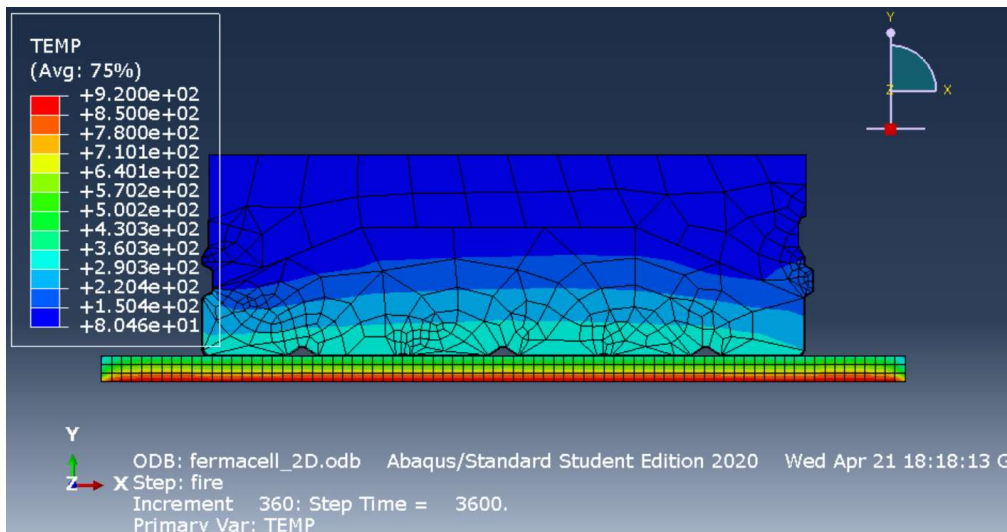 TEMP
(Avg: 75%)
+9.200e+02
+8.500e+02
+7.800e+02
+7.101e+02
+6.401e+02
+5.702e+02
+5.002e+02
+4.303e+02
+3.603e+02
+2.903e+02
+2.204e+02
+1.504e+02
+8.046e+01
Y
Z X
Y
Z X
ODB: fermacell_2D.odb Abaqus/Standard Student Edition 2020 Wed Apr 21 18:18:13 G
Step: fire
Increment 360: Step Time = 3600.
Primary Var: TEMP